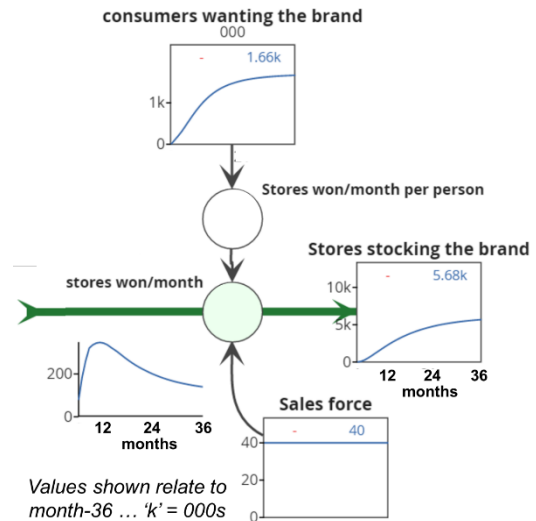 consumers wanting the brand
000
- 1.66k
1k
0
Stores won/month per person
Stores stocking the brand
stores won/month
- 5.68k
10k
5k
0
12 24 36
months
200
0
12 24 36
months
Sales force
- 40
40
20
0
Values shown relate to
month-36 … ‘k’ = 000s